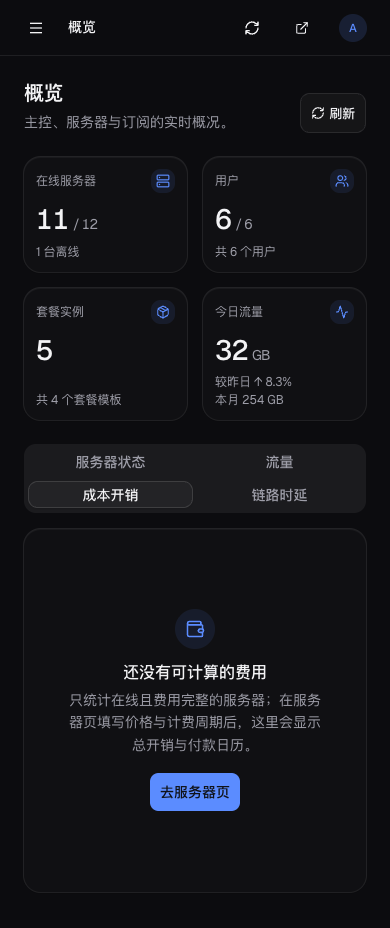 概览
A
概览
主控、服务器与订阅的实时概况。
刷新
在线服务器
11 / 12
1 台离线
用户
6 / 6
共 6 个用户
套餐实例
5
共 4 个套餐模板
今日流量
32 GB
较昨日 ↑ 8.3%
本月 254 GB
服务器状态
流量
成本开销
链路时延
还没有可计算的费用
只统计在线且费用完整的服务器；在服务
器页填写价格与计费周期后，这里会显示
总开销与付款日历。
去服务器页